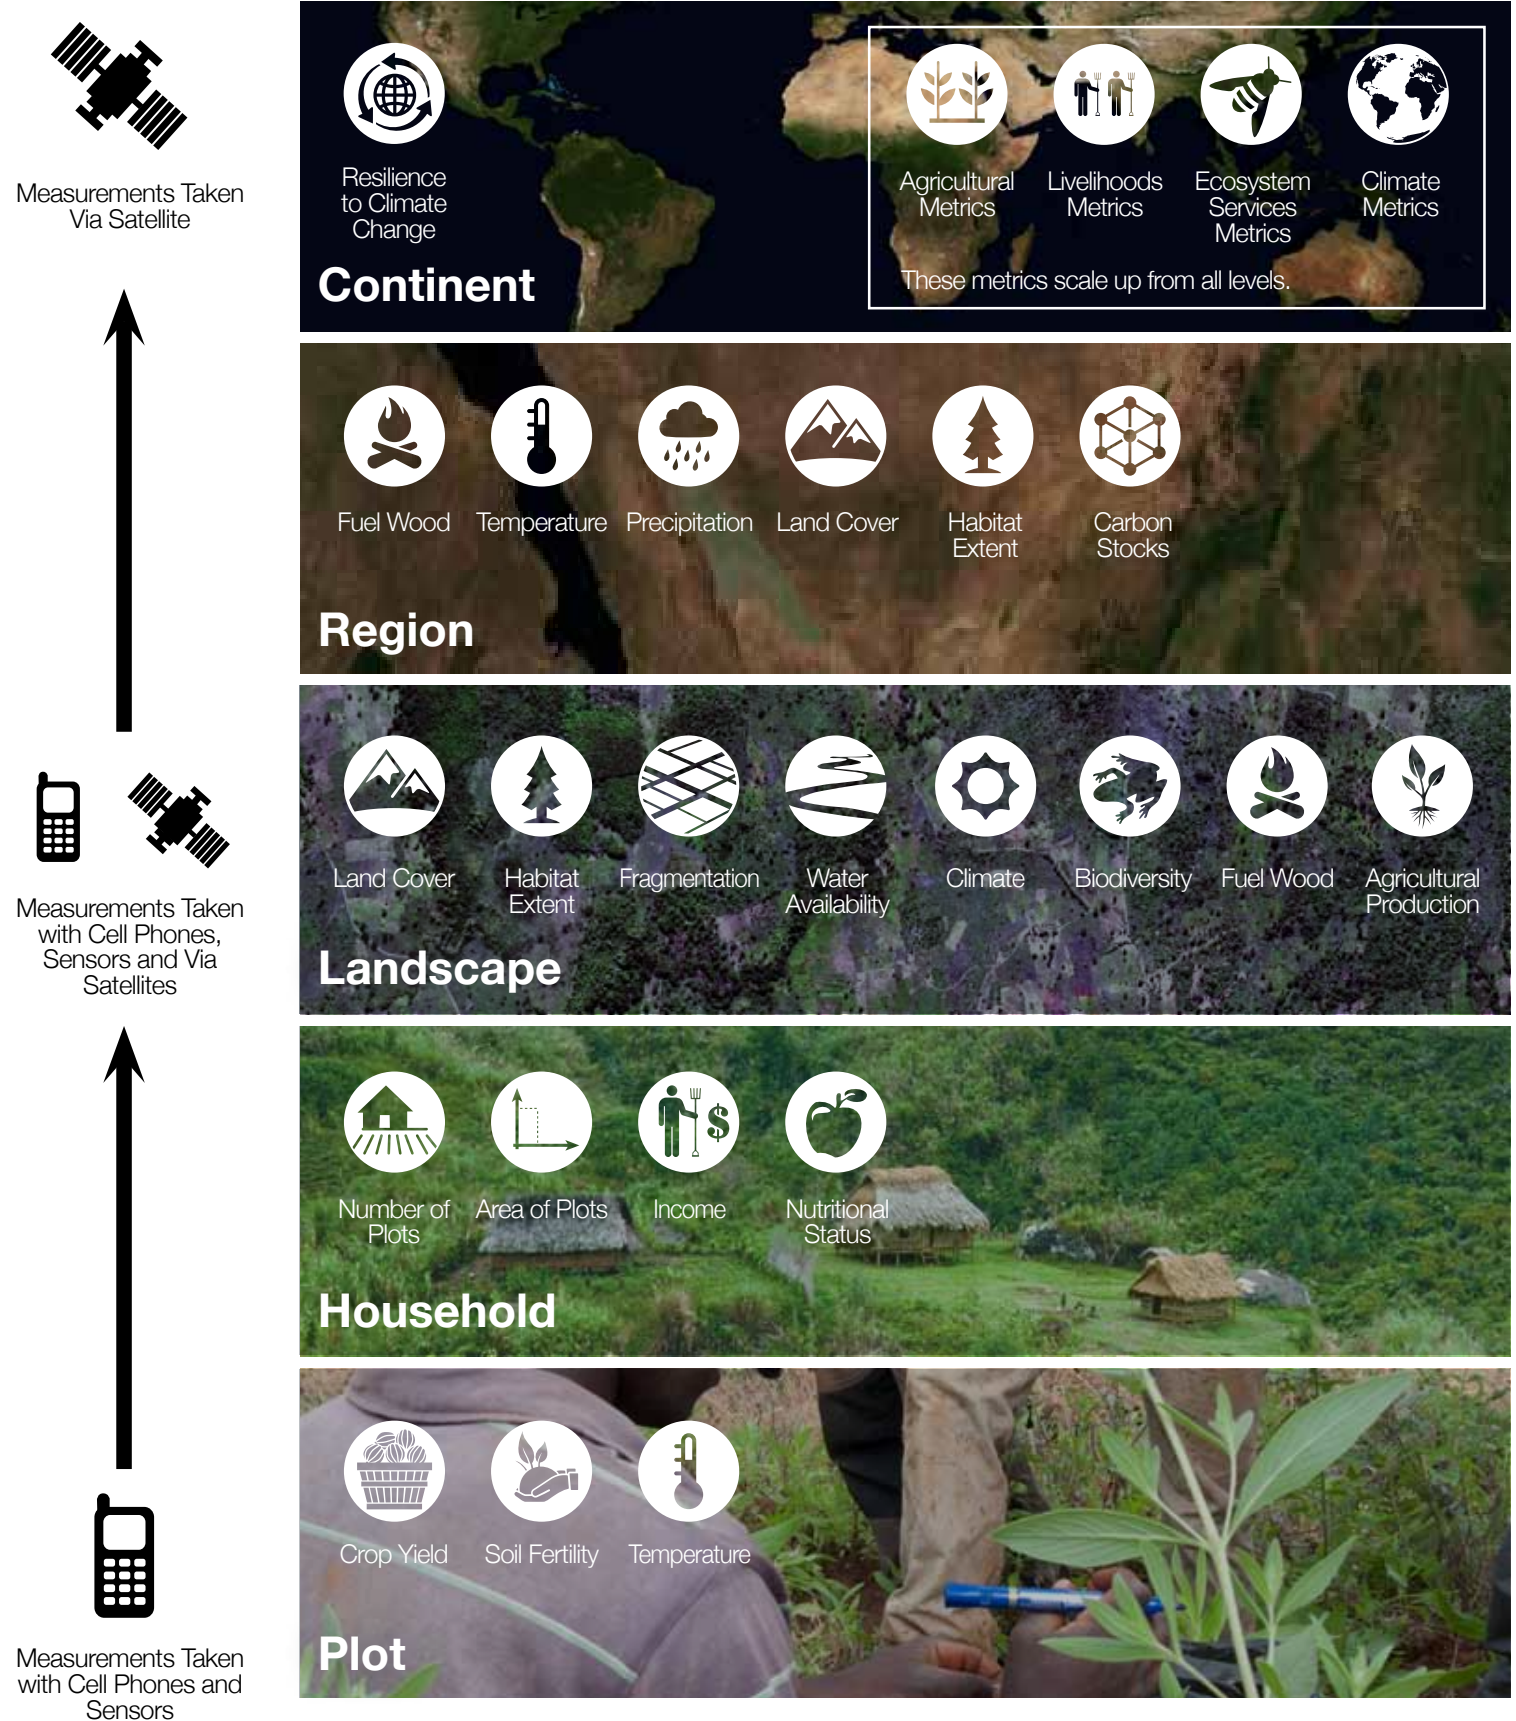 Measurements Taken
Via Satellite
Resilience
to Climate
Change
Continent
Agricultural
Metrics
Livelihoods
Metrics
Ecosystem
Services
Metrics
Climate
Metrics
These metrics scale up from all levels.
Fuel Wood
Temperature
Precipitation
Land Cover
Habitat
Extent
Carbon
Stocks
Region
Measurements Taken
with Cell Phones,
Sensors and Via
Satellites
Land Cover
Habitat
Extent
Fragmentation
Water
Availability
Climate
Biodiversity
Fuel Wood
Agricultural
Production
Landscape
Number of
Plots
Area of Plots
Income
$
Nutritional
Status
Household
Crop Yield
Soil Fertility
Temperature
Plot
Measurements Taken
with Cell Phones and
Sensors